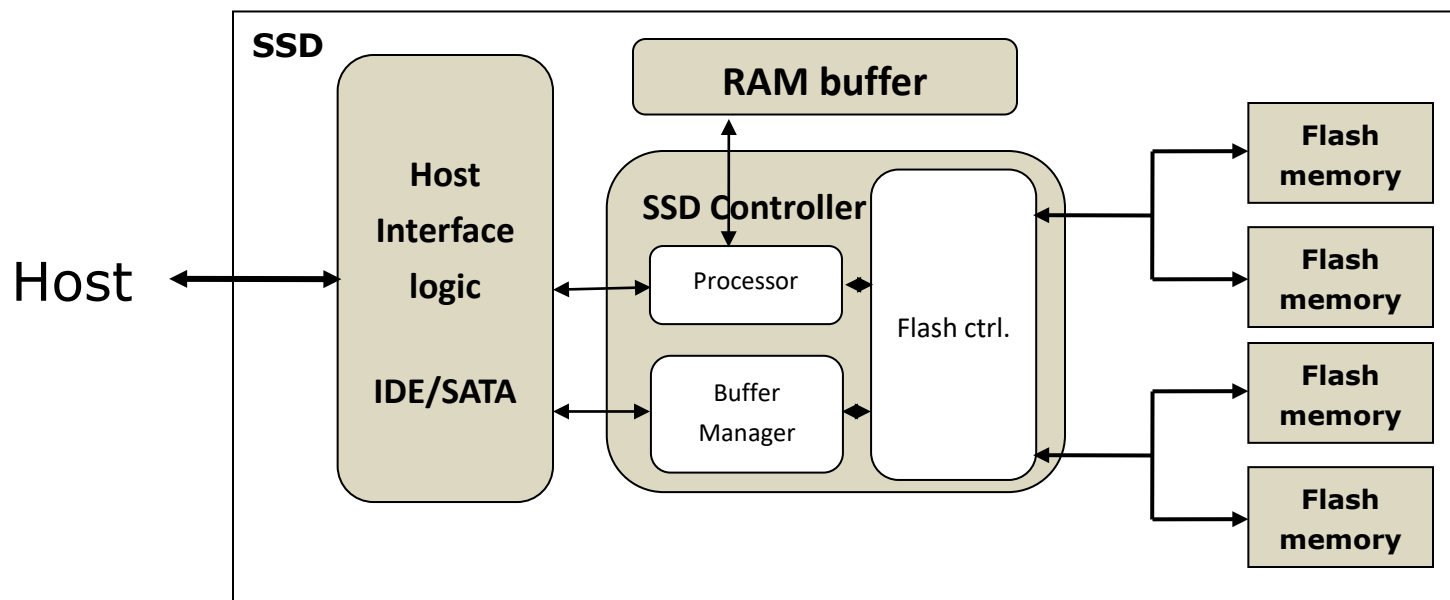 SSD
RAM buffer
Host
Interface
logic
IDE/SATA
SSD Controller
Processor
Buffer
Manager
Flash ctrl.
Host
Flash
memory
Flash
memory
Flash
memory
Flash
memory